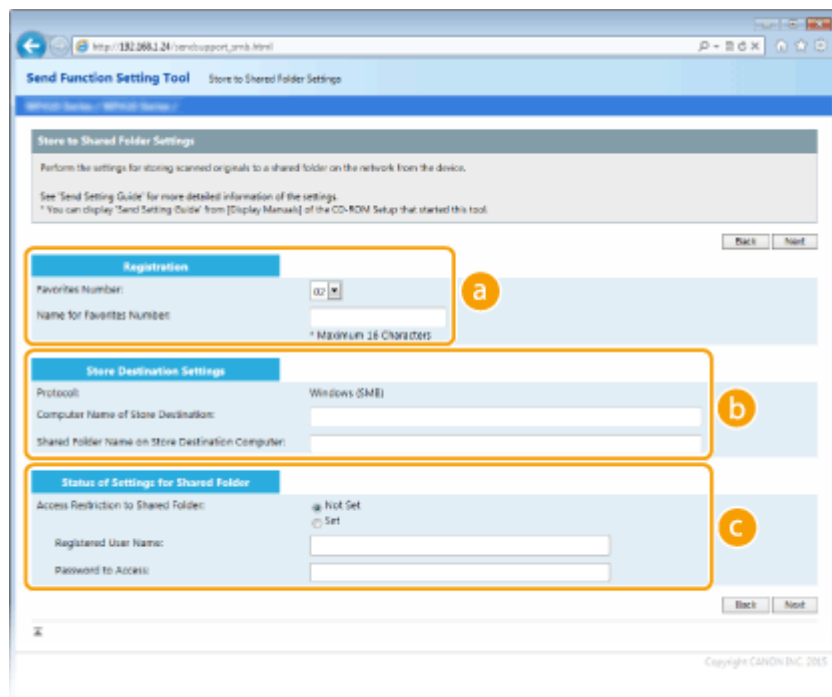 http://192.168.1.24/sendsupport_smb.html
Send Function Setting Tool Store to Shared Folder Settings
Store to Shared Folder Settings
Perform the settings for storing scanned originals to a shared folder on the network from the device.
See 'Send Setting Guide' for more detailed information of the settings.
* You can display 'Send Setting Guide' from [Display Manuals] of the CD-ROM Setup that started this tool.
Back Next
Registration
Favorites Number: 02
a
Name for Favorites Number:
* Maximum 16 Characters
Store Destination Settings
Protocol: Windows (SMB)
Computer Name of Store Destination:
b
Shared Folder Name on Store Destination Computer:
Status of Settings for Shared Folder
Access Restriction to Shared Folder: Not Set
Set
c
Registered User Name:
Password to Access:
Back Next
Copyright CANON INC. 2015